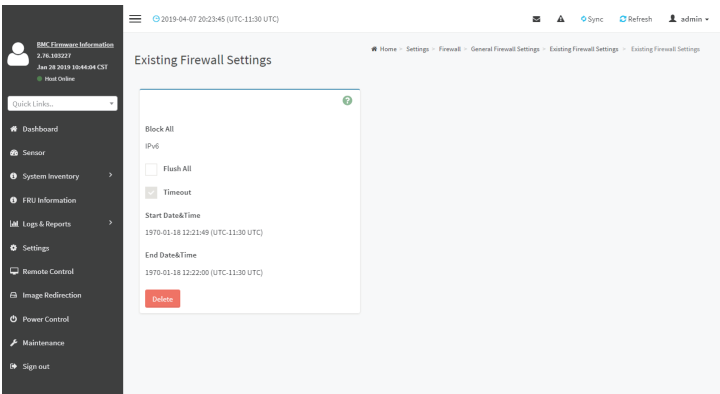 2019-04-07 20:23:45 (UTC-11:30 UTC)
Sync
Refresh
admin
BMC Firmware Information
2.76.103227
Jan 28 2019 10:44:04 CST
Host Online
Quick Links..
Dashboard
Sensor
System Inventory
FRU Information
Logs & Reports
Settings
Remote Control
Image Redirection
Power Control
Maintenance
Sign out
Existing Firewall Settings
Home > Settings > Firewall > General Firewall Settings > Existing Firewall Settings > Existing Firewall Settings
Block All
IPv6
Flush All
Timeout
Start Date&Time
1970-01-18 12:21:49 (UTC-11:30 UTC)
End Date&Time
1970-01-18 12:22:00 (UTC-11:30 UTC)
Delete